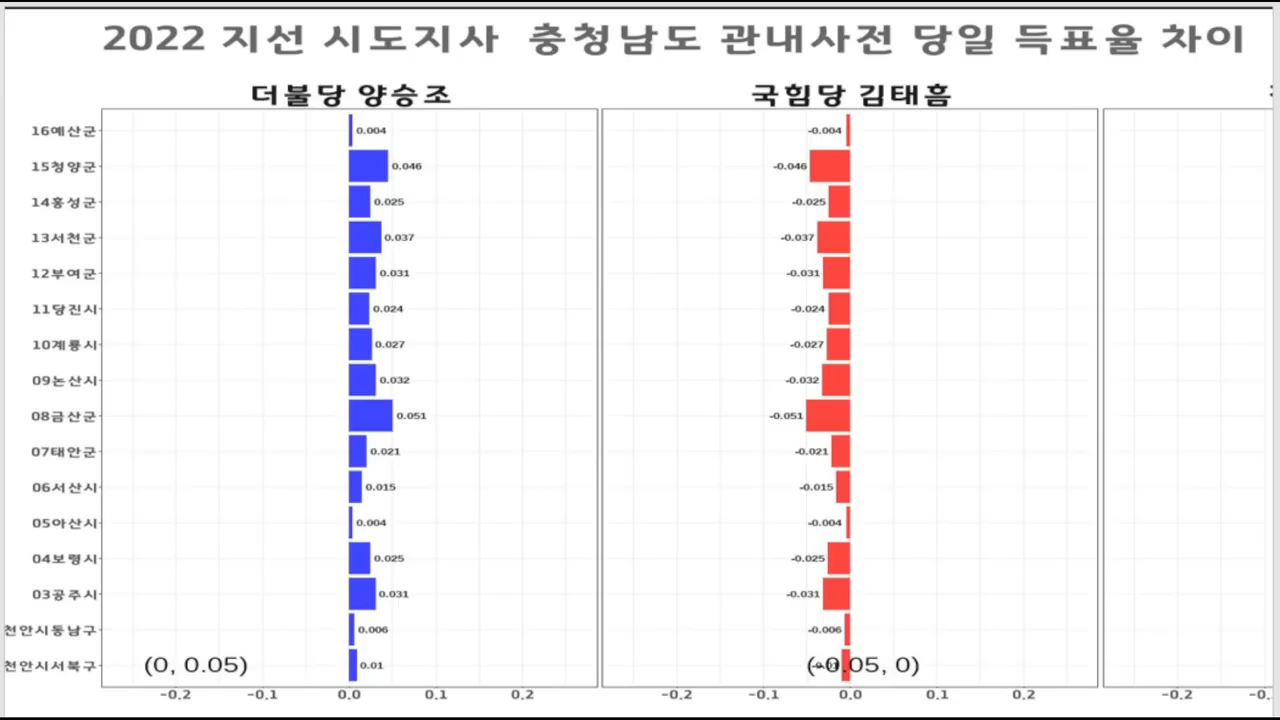 2022 지선 시도지사 충청남도 관내사전 당일 득표율 차이
더불당 양승조 국힘당 김태흠
16예산군 0.004 -0.004
15청양군 0.046 -0.046
14홍성군 0.025 -0.025
13서천군 0.037 -0.037
12부여군 0.031 -0.031
11당진시 0.024 -0.024
10계룡시 0.027 -0.027
09논산시 0.032 -0.032
08금산군 0.051 -0.051
07태안군 0.021 -0.021
06서산시 0.015 -0.015
05아산시 0.004 -0.004
04보령시 0.025 -0.025
03공주시 0.031 -0.031
천안시동남구 0.006 -0.006
천안시서북구 (0, 0.05) 0.01 (-0.05, 0)
-0.2 -0.1 0.0 0.1 0.2 -0.2 -0.1 0.0 0.1 0.2 -0.2